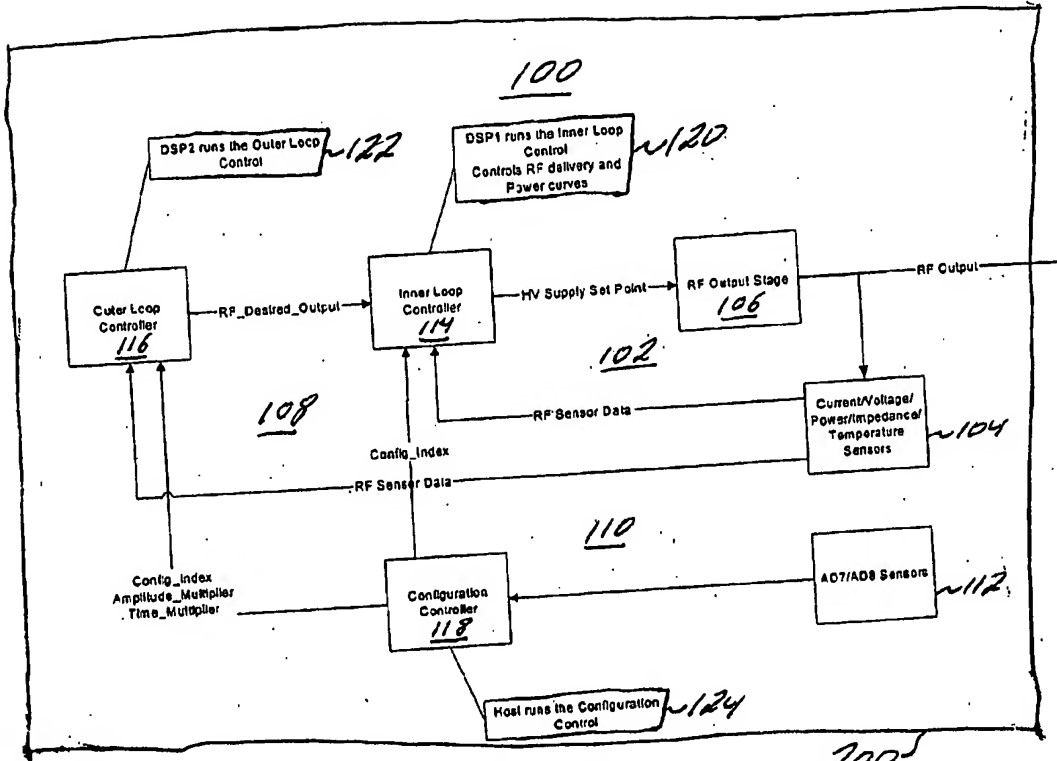 100
DSP2 runs the Outer Loop
Control
122
DSP1 runs the Inner Loop
Control
Controls RF delivery and
Power curves
120
Outer Loop
Controller
116
RF_Desired_Output
Inner Loop
Controller
114
HV Supply Set Point
RF Output Stage
106
RF Output
102
108
RF Sensor Data
Current/Voltage/
Power/Impedance/
Temperature
Sensors
104
Config_Index
RF Sensor Data
110
Config_Index
Amplitude_Multiplier
Time_Multiplier
Configuration
Controller
118
AD7/AD8 Sensors
112
Host runs the Configuration
Control
124